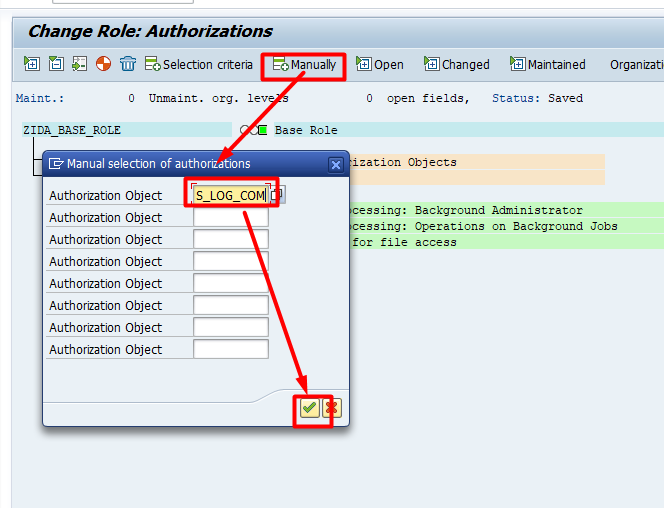 Change Role: Authorizations
Selection criteria Manually Open Changed Maintained Organizati
Maint.: 0 Unmaint. org. levels 0 open fields, Status: Saved
ZIDA_BASE_ROLE Base Role
Manual selection of authorizations
rization Objects
Authorization Object S_LOG_COM
Authorization Object
ocessing: Background Administrator
Authorization Object
ocessing: Operations on Background Jobs
Authorization Object
for file access
Authorization Object
Authorization Object
Authorization Object
Authorization Object